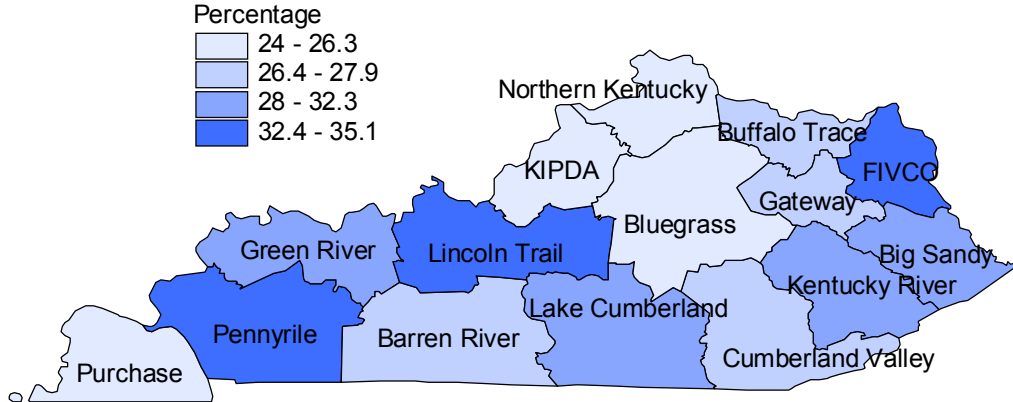 Percentage
24 - 26.3
26.4 - 27.9
28 - 32.3
32.4 - 35.1
Northern Kentucky
Buffalo Trace
KIPDA
FIVCO
Gateway
Bluegrass
Green River
Lincoln Trail
Big Sandy
Kentucky River
Lake Cumberland
Pennyrile
Barren River
Cumberland Valley
Purchase